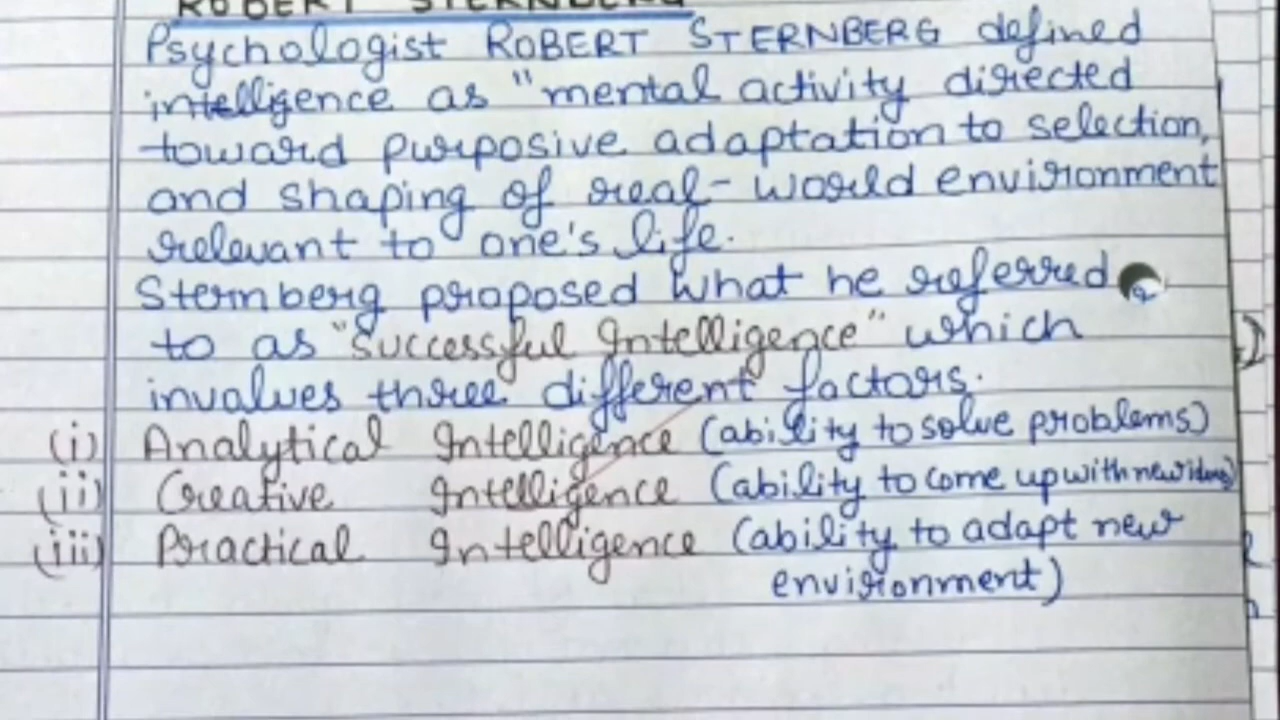 ROBERT STERNBERG
Psychologist ROBERT STERNBERG defined
intelligence as "mental activity directed
toward purposive adaptation to selection,
and shaping of real-world environment
relevant to one's life.
Sternberg proposed what he referred
to as "Successful Intelligence" which
involves three different factors.
(i) Analytical Intelligence (ability to solve problems)
(ii) Creative Intelligence (ability to come up with new ideas)
(iii) Practical Intelligence (ability to adapt new
environment)